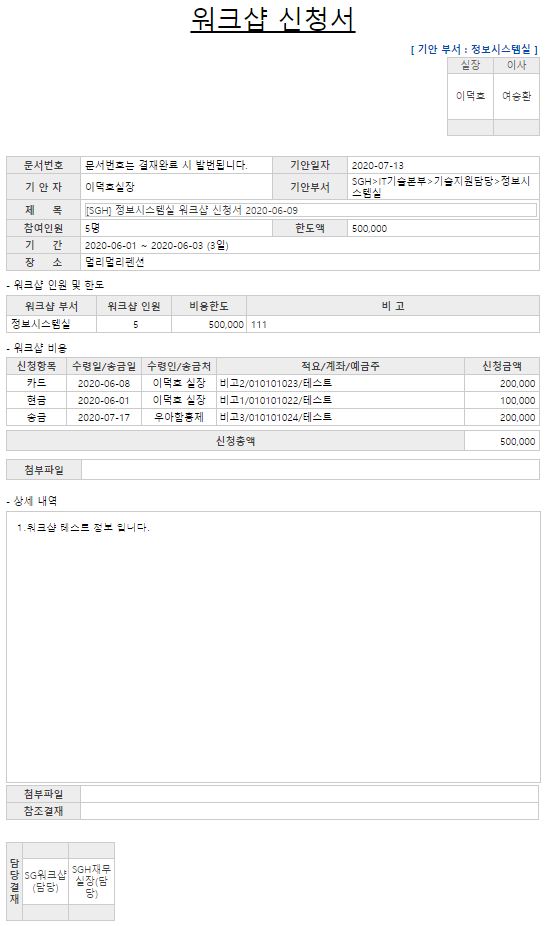 워크샵 신청서
[ 기안 부서 : 정보시스템실 ]
실장 이사
이덕호 여승환
문서번호 문서번호는 결재완료 시 발번됩니다. 기안일자 2020-07-13
기 안 자 이덕호실장 기안부서 SGH>IT기술본부>기술지원담당>정보시스템실
제 목 [SGH] 정보시스템실 워크샵 신청서 2020-06-09
참여인원 5명 한도액 500,000
기 간 2020-06-01 ~ 2020-06-03 (3일)
장 소 멀리멀리펜션
- 워크샵 인원 및 한도
워크샵 부서 워크샵 인원 비용한도 비 고
정보시스템실 5 500,000 111
- 워크샵 비용
신청항목 수령일/송금일 수령인/송금처 적요/계좌/예금주 신청금액
카드 2020-06-08 이덕호 실장 비고2/010101023/테스트 200,000
현금 2020-06-01 이덕호 실장 비고1/010101022/테스트 100,000
송금 2020-07-17 우아함홍제 비고3/010101024/테스트 200,000
신청총액 500,000
첨부파일
- 상세 내역
1.워크샵 테스트 정보 입니다.
첨부파일
참조결재
담당결재
SG워크샵(담당)
SGH재무실장(담당)